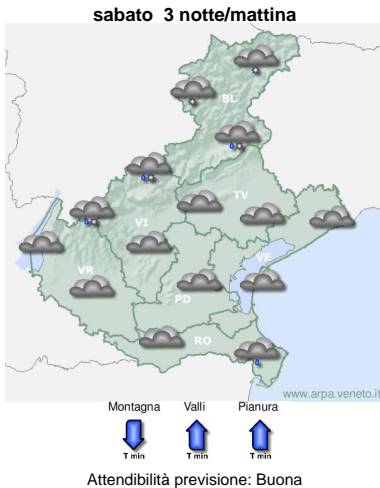 sabato 3 notte/mattina
BL
TV
VI
VE
VR
PD
RO
www.arpa.veneto.it
Montagna Valli Pianura
T min T min T min
Attendibilità previsione: Buona